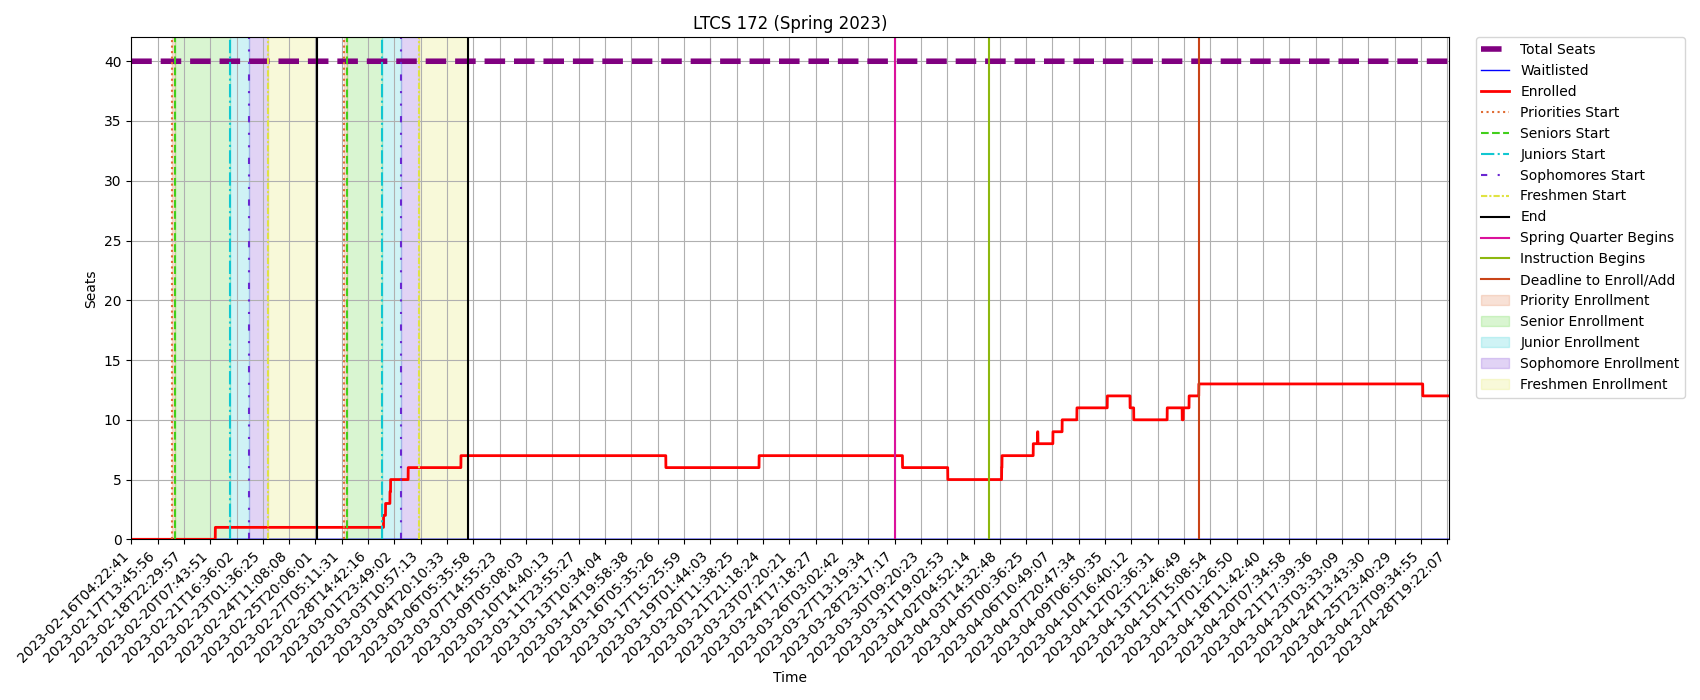 LTCS 172 (Spring 2023)
40
35
30
25
20
15
10
5
0
Seats
2023-02-16T04:22:41
2023-02-17T13:45:56
2023-02-18T22:29:57
2023-02-20T07:43:51
2023-02-21T16:36:02
2023-02-23T01:36:25
2023-02-24T11:08:08
2023-02-25T20:06:01
2023-02-27T05:11:31
2023-02-28T14:42:16
2023-03-01T23:49:02
2023-03-03T10:57:13
2023-03-04T20:10:33
2023-03-06T05:35:58
2023-03-07T14:55:23
2023-03-09T05:08:03
2023-03-10T14:40:13
2023-03-11T23:55:27
2023-03-13T10:34:04
2023-03-14T19:58:38
2023-03-16T05:35:26
2023-03-17T15:25:59
2023-03-19T01:44:03
2023-03-20T11:38:25
2023-03-21T21:18:24
2023-03-23T07:20:21
2023-03-24T17:18:27
2023-03-26T03:02:42
2023-03-27T13:19:34
2023-03-28T23:17:17
2023-03-30T09:20:23
2023-03-31T19:02:53
2023-04-02T04:52:14
2023-04-03T14:32:48
2023-04-05T00:36:25
2023-04-06T10:49:07
2023-04-07T20:47:34
2023-04-09T06:50:35
2023-04-10T16:40:12
2023-04-12T02:36:31
2023-04-13T12:46:49
2023-04-15T15:08:54
2023-04-17T01:26:50
2023-04-18T11:42:40
2023-04-20T07:34:58
2023-04-21T17:39:36
2023-04-23T03:33:09
2023-04-24T13:43:30
2023-04-25T23:40:29
2023-04-27T09:34:55
2023-04-28T19:22:07
Time
Total Seats
Waitlisted
Enrolled
Priorities Start
Seniors Start
Juniors Start
Sophomores Start
Freshmen Start
End
Spring Quarter Begins
Instruction Begins
Deadline to Enroll/Add
Priority Enrollment
Senior Enrollment
Junior Enrollment
Sophomore Enrollment
Freshmen Enrollment